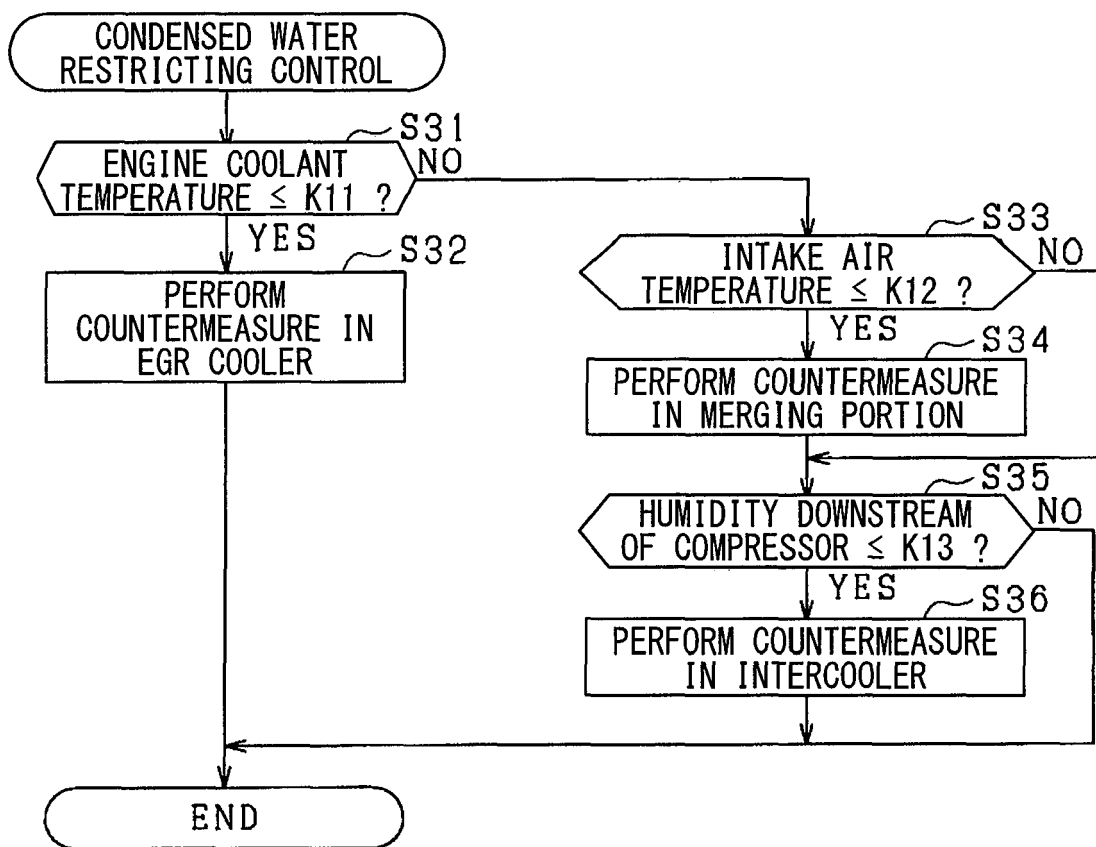 CONDENSED WATER
RESTRICTING CONTROL
S31
ENGINE COOLANT
TEMPERATURE ≤ K11 ?
NO
YES
S32
PERFORM
COUNTERMEASURE IN
EGR COOLER
S33
INTAKE AIR
TEMPERATURE ≤ K12 ?
NO
YES
S34
PERFORM COUNTERMEASURE
IN MERGING PORTION
S35
HUMIDITY DOWNSTREAM
OF COMPRESSOR ≤ K13 ?
NO
YES
S36
PERFORM COUNTERMEASURE
IN INTERCOOLER
END